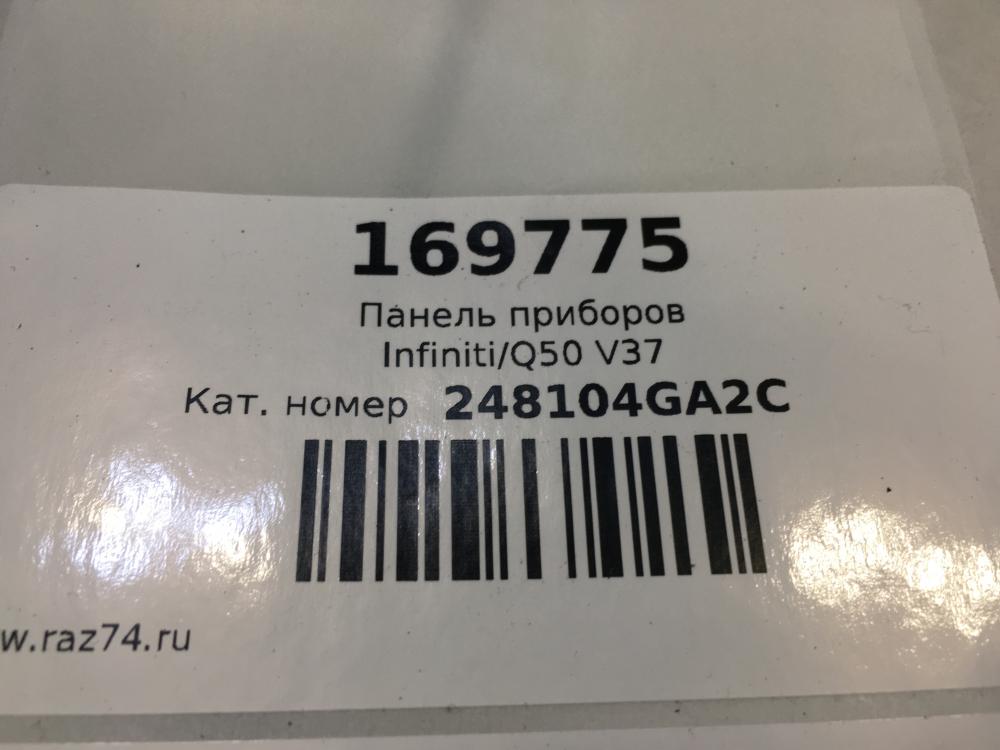 169775
Панель приборов
Infiniti/Q50 V37
Кат. номер 248104GA2C
w.raz74.ru